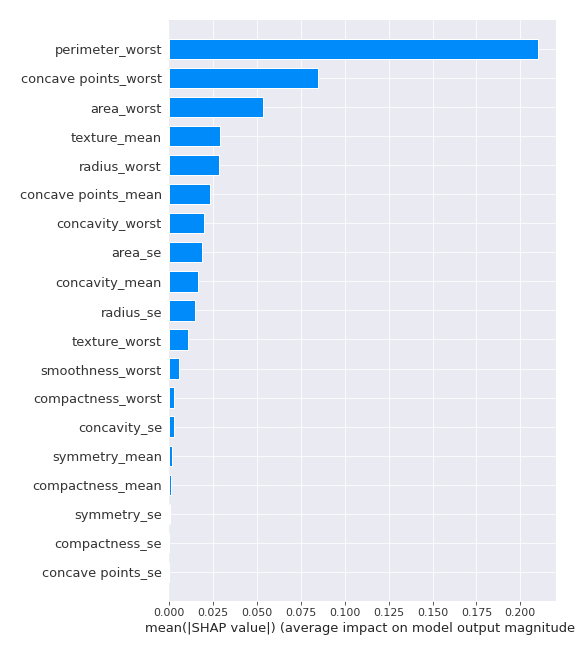 perimeter_worst
concave points_worst
area_worst
texture_mean
radius_worst
concave points_mean
concavity_worst
area_se
concavity_mean
radius_se
texture_worst
smoothness_worst
compactness_worst
concavity_se
symmetry_mean
compactness_mean
symmetry_se
compactness_se
concave points_se
0.000 0.025 0.050 0.075 0.100 0.125 0.150 0.175 0.200
mean(|SHAP value|) (average impact on model output magnitude